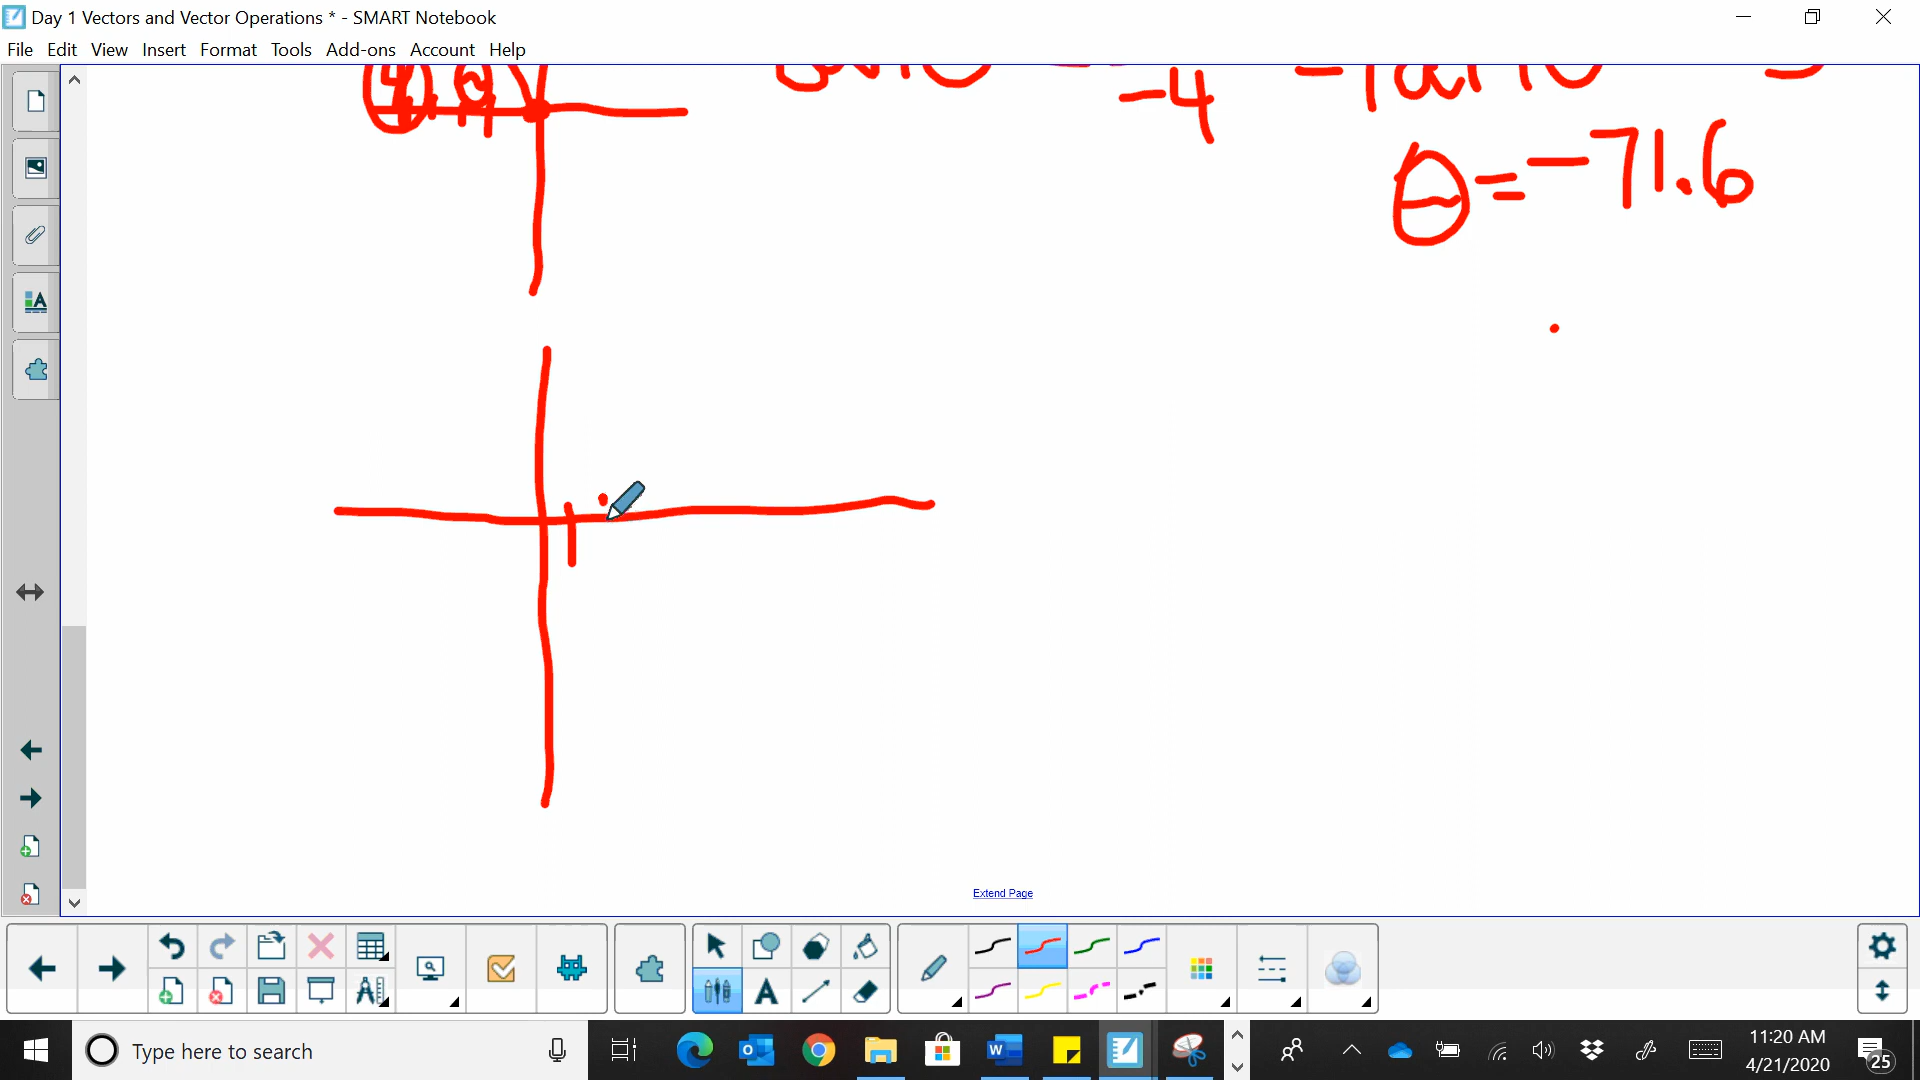 Day 1 Vectors and Vector Operations * - SMART Notebook
File Edit View Insert Format Tools Add-ons Account Help
-4
θ = -71.6
Extend Page
Type here to search
11:20 AM
4/21/2020
25